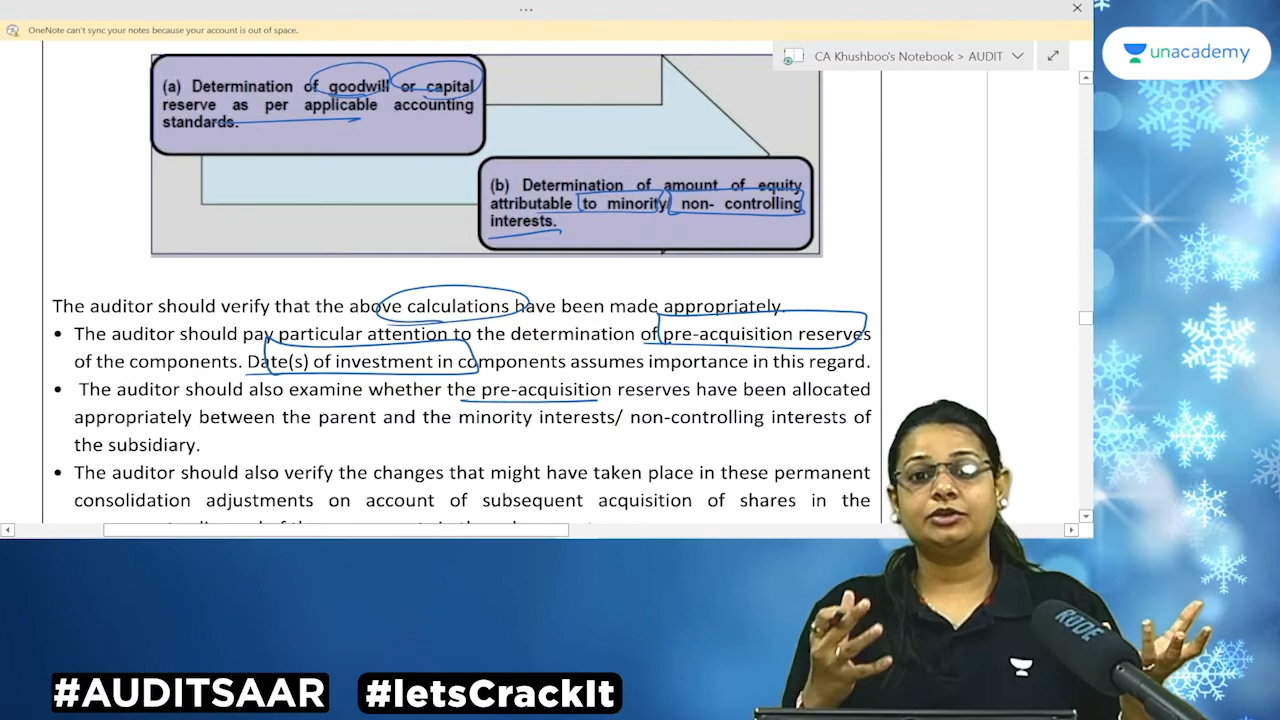 OneNote can't sync your notes because your account is out of space.
CA Khushboo's Notebook > AUDIT
unacademy
(a) Determination of goodwill or capital
reserve as per applicable accounting
standards.
(b) Determination of amount of equity
attributable to minority/ non- controlling
interests.
The auditor should verify that the above calculations have been made appropriately.
• The auditor should pay particular attention to the determination of pre-acquisition reserves
of the components. Date(s) of investment in components assumes importance in this regard.
• The auditor should also examine whether the pre-acquisition reserves have been allocated
appropriately between the parent and the minority interests/ non-controlling interests of
the subsidiary.
• The auditor should also verify the changes that might have taken place in these permanent
consolidation adjustments on account of subsequent acquisition of shares in the
RODE
#AUDITSAAR #letsCrackIt